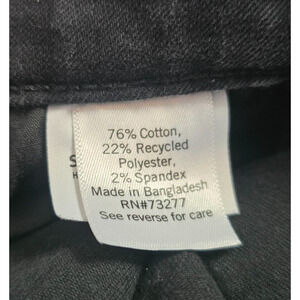 76% Cotton,
22% Recycled
Polyester,
2% Spandex
Made in Bangladesh
RN#73277
See reverse for care